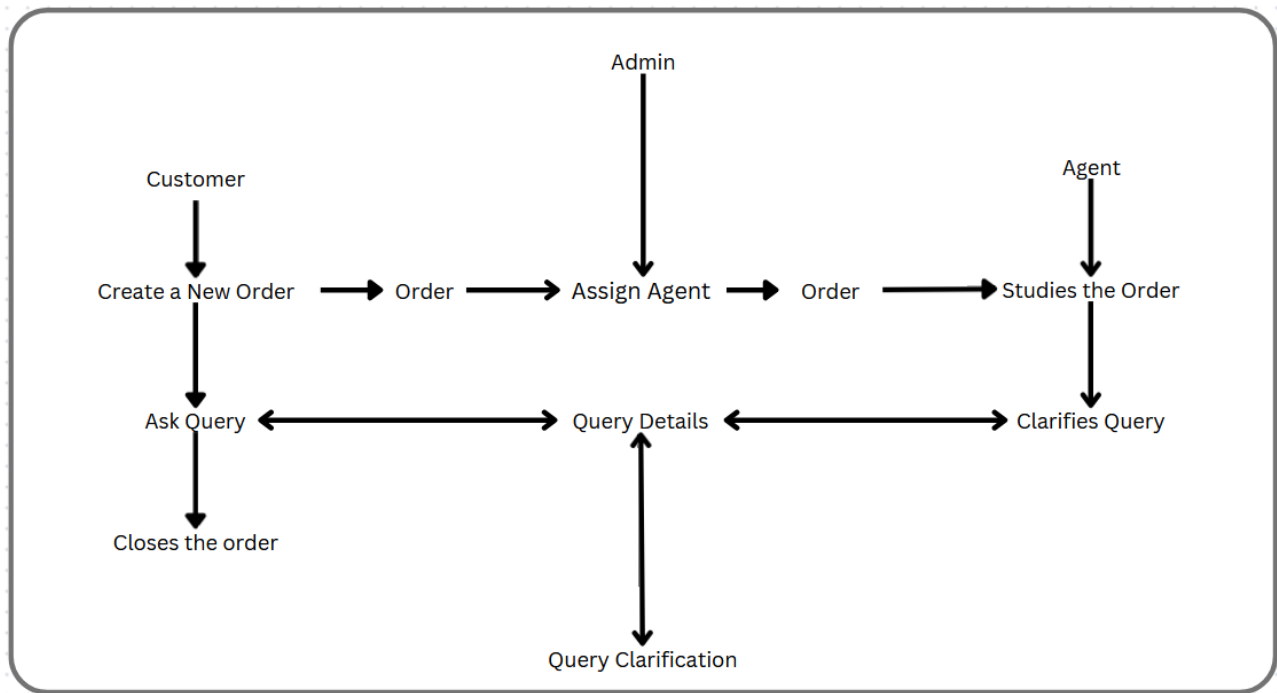 Admin
Customer
Agent
Create a New Order
Order
Assign Agent
Order
Studies the Order
Ask Query
Query Details
Clarifies Query
Closes the order
Query Clarification